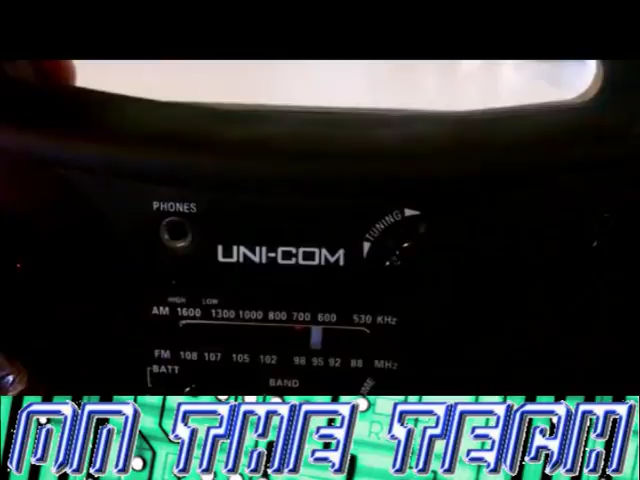 PHONES
TUNING
UNI-COM
HIGH LOW
AM 1600 1300 1000 800 700 600 530 KHz
FM 108 107 105 102 98 95 92 88 MHz
BATT
BAND
ON THE TECH